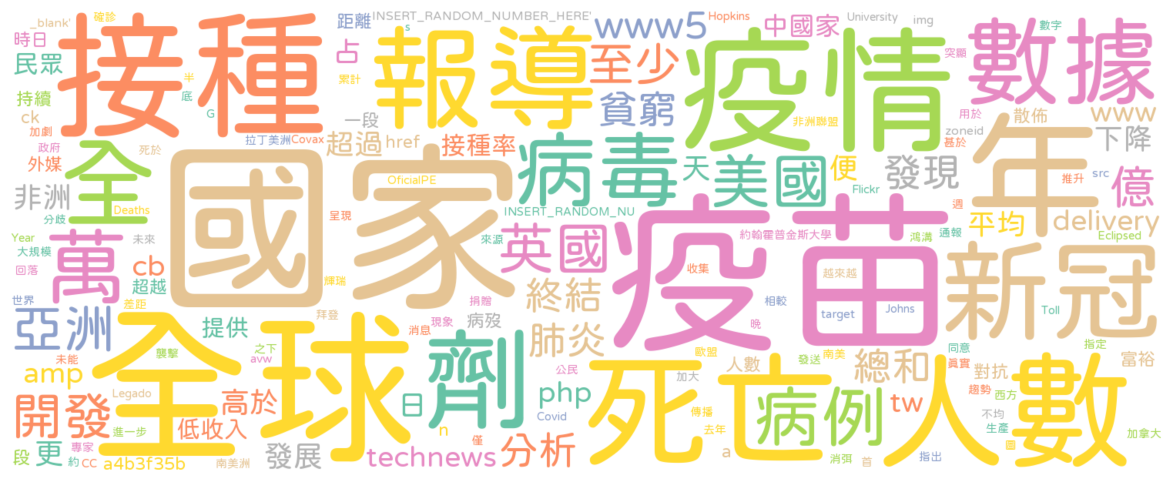 _blank'
確診
時日
民眾
持續
ck
加劇
政府
外媒
非洲
分歧
接種
半
底
G
全
死於
Deaths
Year
大規模
回落
未來
萬
cb
超越
世界
差距
亞洲
未能
amp
襲擊
Legado
開發
進一步
段
更
專家
約
cc
a4b3f35b
全球
提供
之下
avw
高於
低收入
南美洲
發展
國家
距離
INSERT_RANDOM_NUMBER_HERE'
s
占
累計
報導
一段
拉丁美洲
Covax
超過
href
接種率
OficialPE
呈現
輝瑞
拜登
消息
現象
捐贈
病歿
劑
日
n
僅
technews
分析
www5
至少
貧窮
病毒
INSERT_RANDOM_NU
來源
英國
終結
肺炎
公民
php
Covid
Hopkins
中國家
University
img
疫情
非洲聯盟
天
美國
便
Flickr
發現
約翰霍普金斯大學
鴻溝
通報
疫苗
收集
越來越
相較
target
Johns
晚
歐盟
人數
發送
南美
加大
傳播
去年
a
死亡
病例
消弭
首
總和
tw
數據
數字
突顯
用於
散佈
www
zoneid
甚於
下降
年
src
推升
億
週
平均
delivery
Eclipsed
新冠
Toll
同意
指定
真實
對抗
富裕
趨勢
西方
不均
生產
國
加拿大
指出
人數